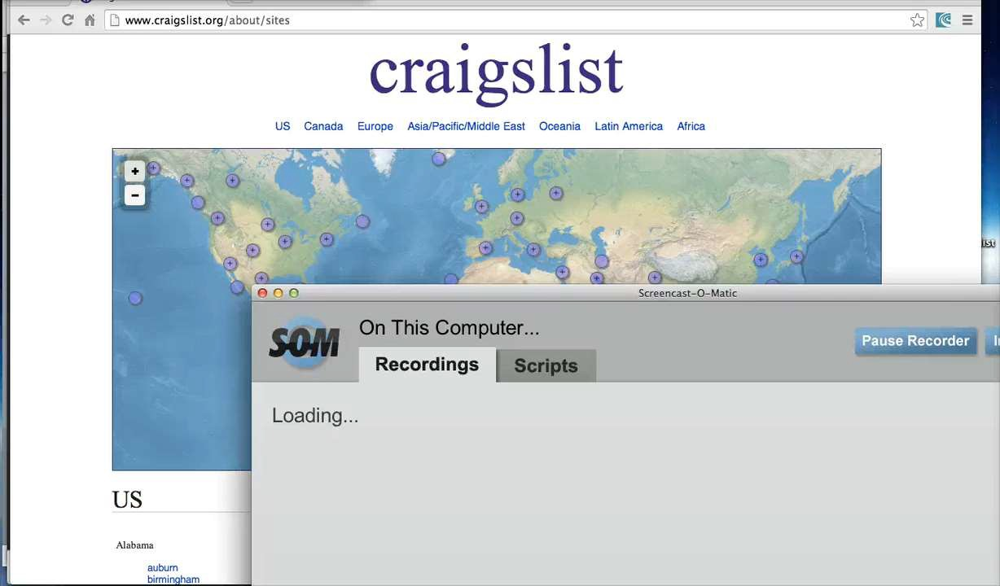 www.craigslist.org/about/sites
craigslist
US Canada Europe Asia/Pacific/Middle East Oceania Latin America Africa
+
−
Screencast-O-Matic
SOM
On This Computer...
Pause Recorder
Recordings Scripts
Loading...
US
Alabama
auburn
birmingham